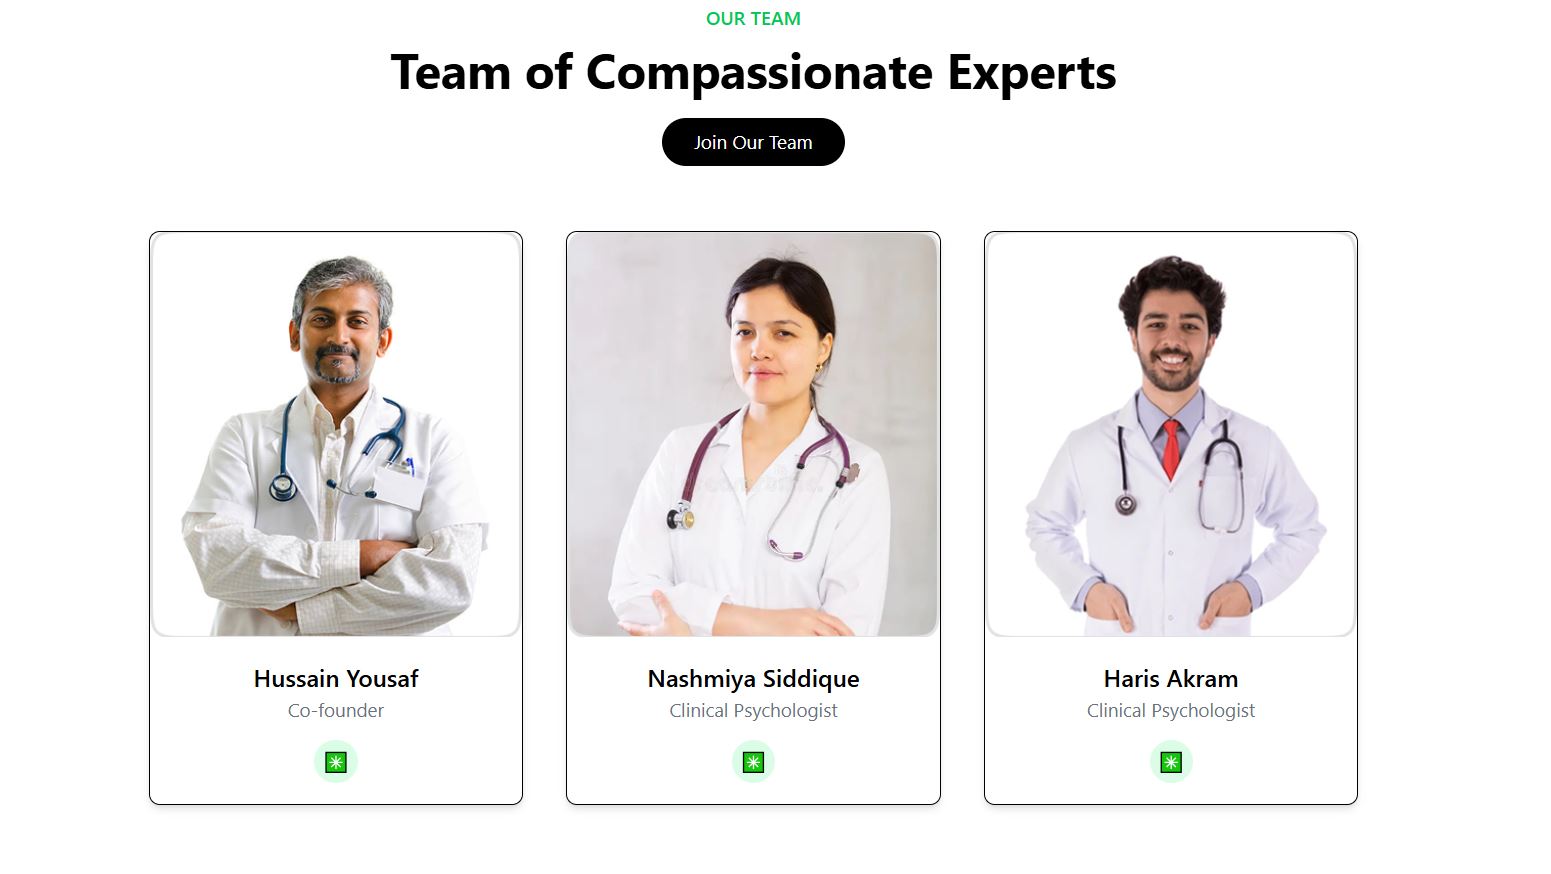 OUR TEAM
Team of Compassionate Experts
Join Our Team
Hussain Yousaf
Co-founder
Nashmiya Siddique
Clinical Psychologist
Haris Akram
Clinical Psychologist